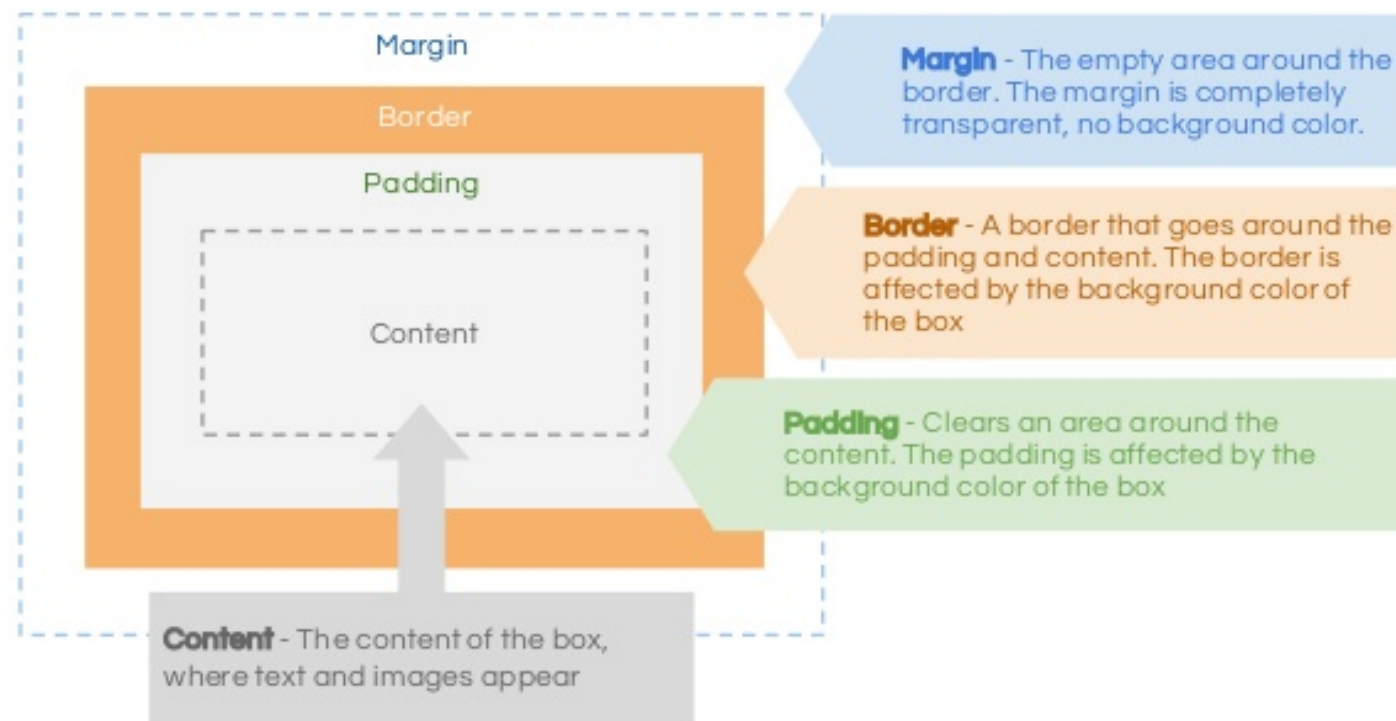 Margin
Border
Padding
Content
Margin - The empty area around the
border. The margin is completely
transparent, no background color.
Border - A border that goes around the
padding and content. The border is
affected by the background color of
the box
Padding - Clears an area around the
content. The padding is affected by the
background color of the box
Content - The content of the box,
where text and images appear